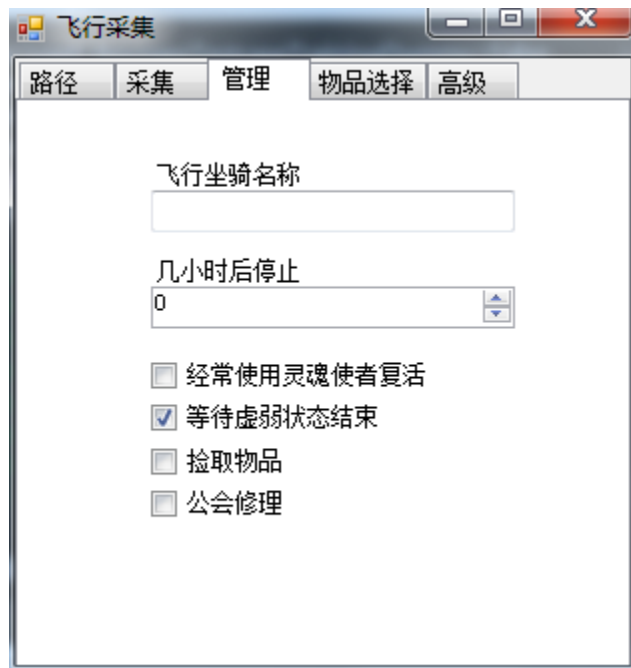 飞行采集
路径 采集 管理 物品选择 高级
飞行坐骑名称
几小时后停止
0
经常使用灵魂使者复活
等待虚弱状态结束
捡取物品
公会修理